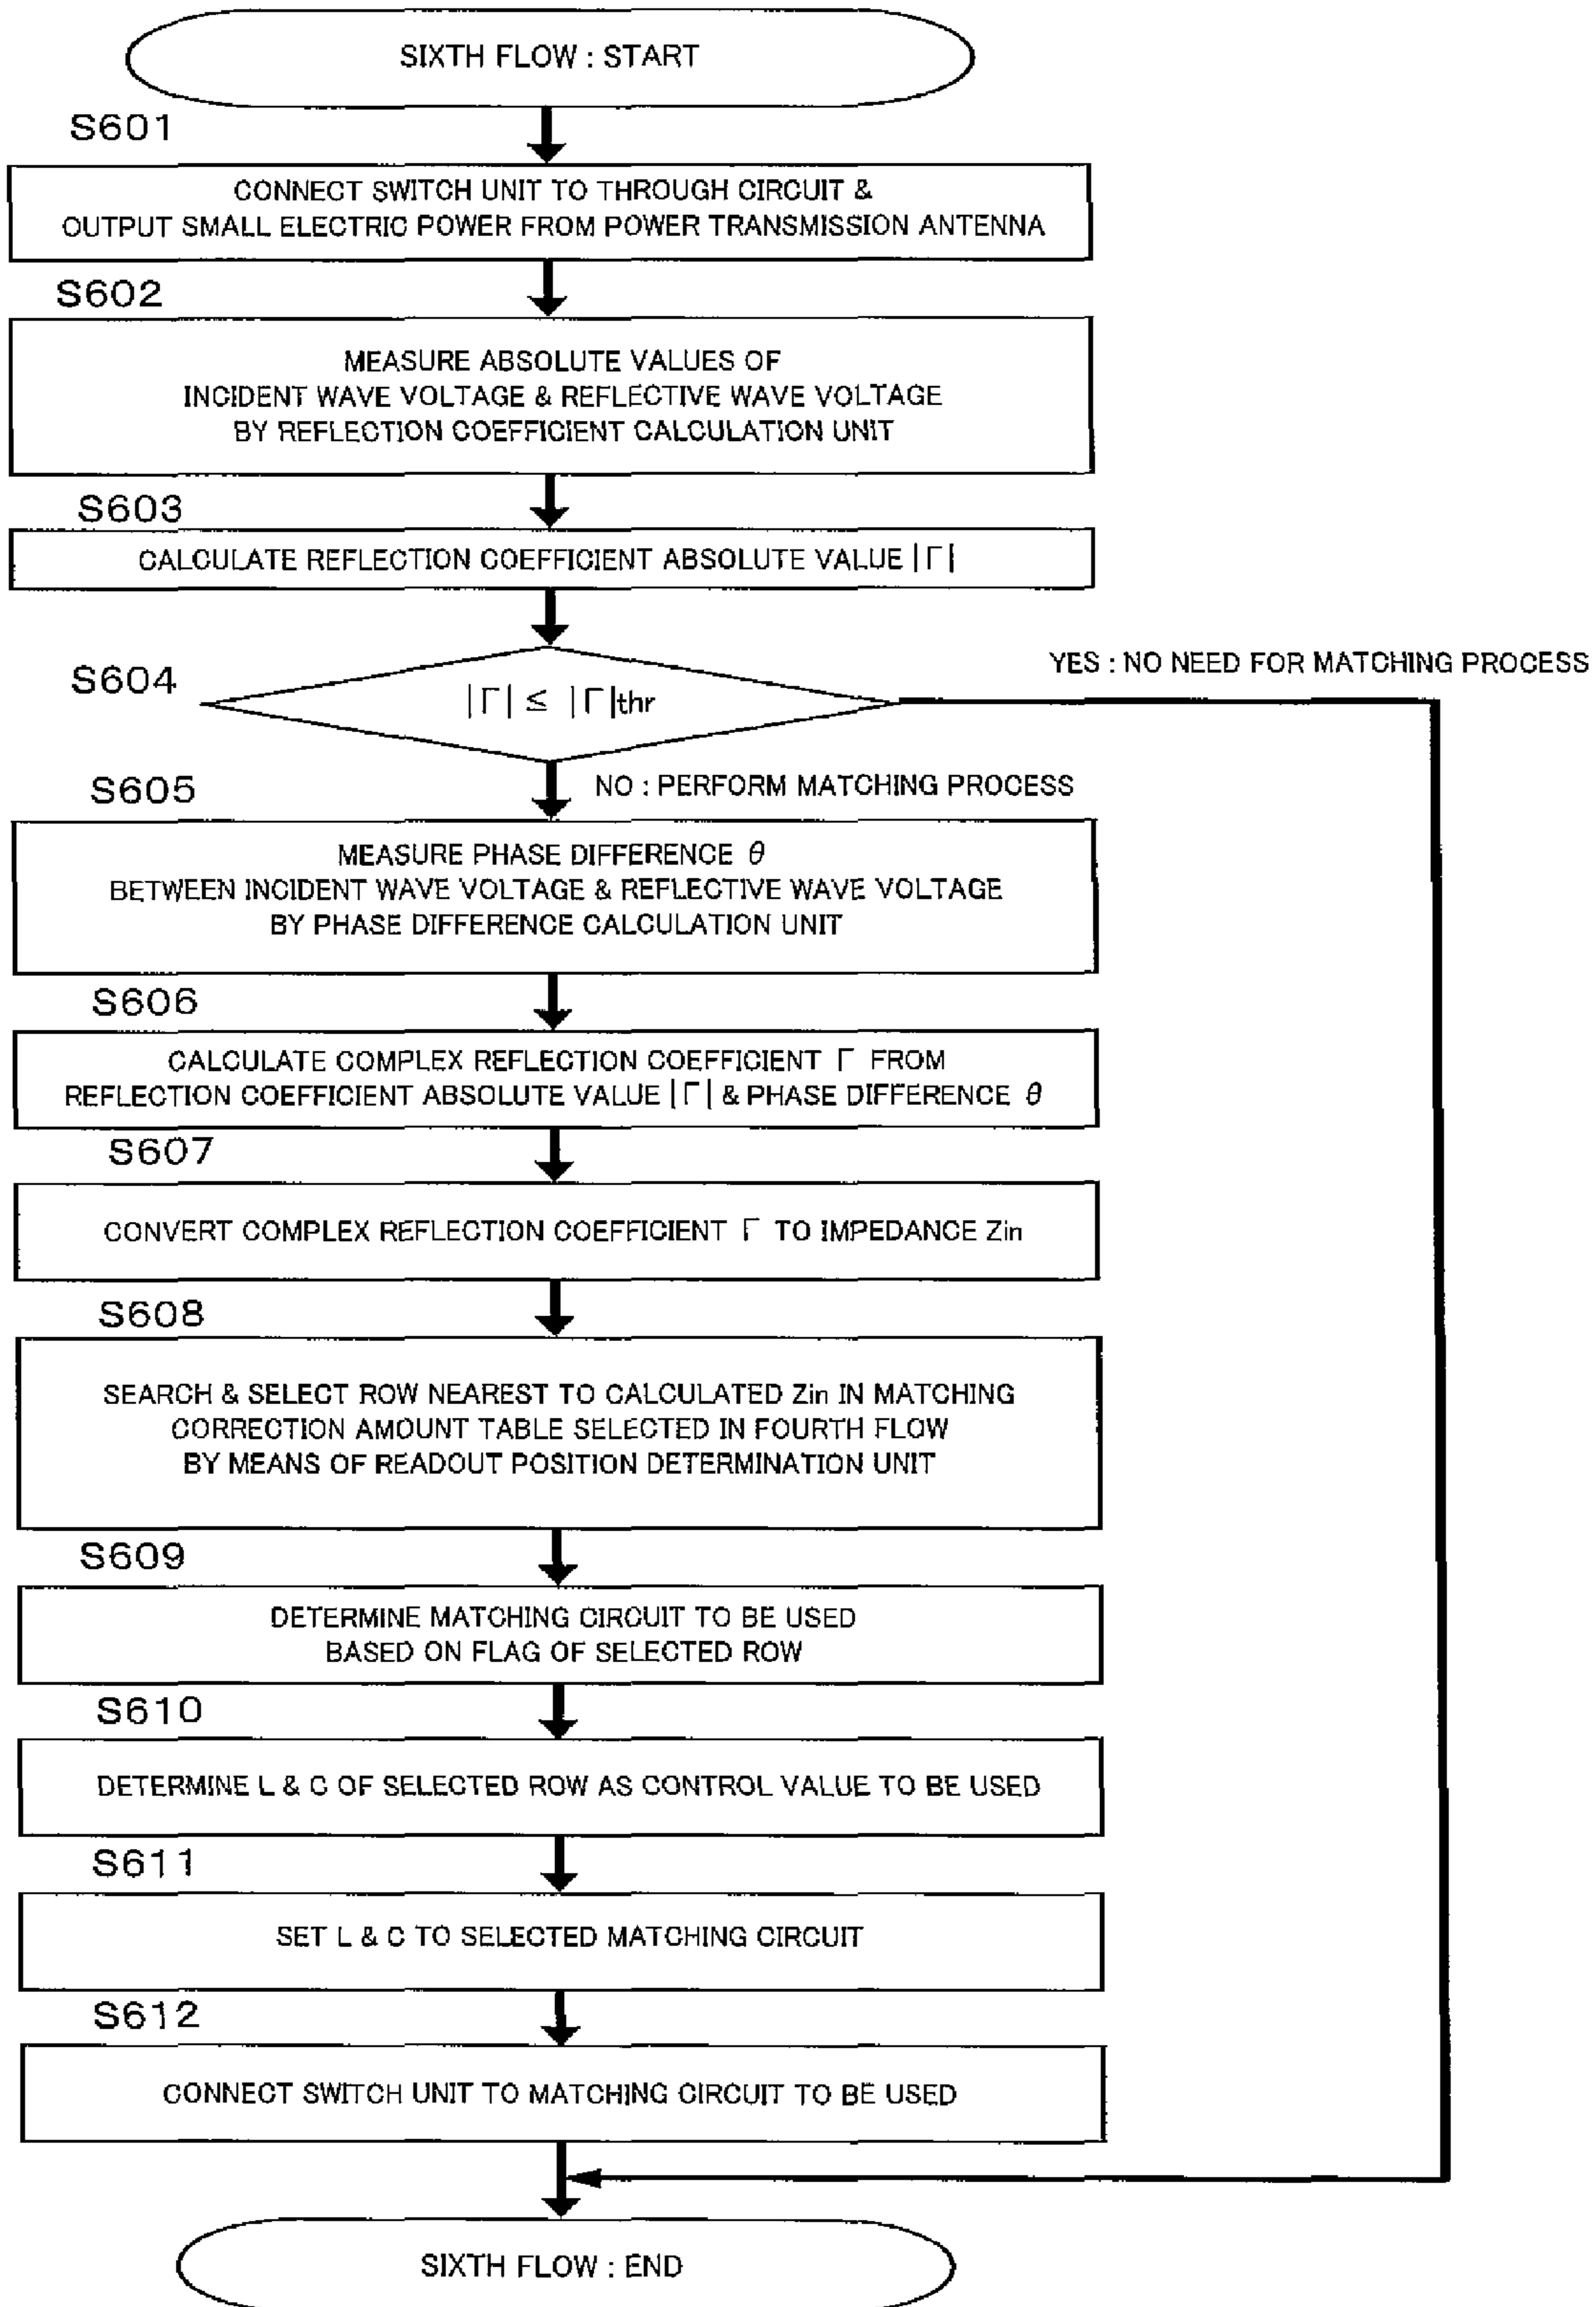 SIXTH FLOW : START
S601
CONNECT SWITCH UNIT TO THROUGH CIRCUIT &
OUTPUT SMALL ELECTRIC POWER FROM POWER TRANSMISSION ANTENNA
S602
MEASURE ABSOLUTE VALUES OF
INCIDENT WAVE VOLTAGE & REFLECTIVE WAVE VOLTAGE
BY REFLECTION COEFFICIENT CALCULATION UNIT
S603
CALCULATE REFLECTION COEFFICIENT ABSOLUTE VALUE |Γ|
S604
|Γ| ≤ |Γ|thr
YES : NO NEED FOR MATCHING PROCESS
NO : PERFORM MATCHING PROCESS
S605
MEASURE PHASE DIFFERENCE θ
BETWEEN INCIDENT WAVE VOLTAGE & REFLECTIVE WAVE VOLTAGE
BY PHASE DIFFERENCE CALCULATION UNIT
S606
CALCULATE COMPLEX REFLECTION COEFFICIENT Γ FROM
REFLECTION COEFFICIENT ABSOLUTE VALUE |Γ| & PHASE DIFFERENCE θ
S607
CONVERT COMPLEX REFLECTION COEFFICIENT Γ TO IMPEDANCE Zin
S608
SEARCH & SELECT ROW NEAREST TO CALCULATED Zin IN MATCHING
CORRECTION AMOUNT TABLE SELECTED IN FOURTH FLOW
BY MEANS OF READOUT POSITION DETERMINATION UNIT
S609
DETERMINE MATCHING CIRCUIT TO BE USED
BASED ON FLAG OF SELECTED ROW
S610
DETERMINE L & C OF SELECTED ROW AS CONTROL VALUE TO BE USED
S611
SET L & C TO SELECTED MATCHING CIRCUIT
S612
CONNECT SWITCH UNIT TO MATCHING CIRCUIT TO BE USED
SIXTH FLOW : END